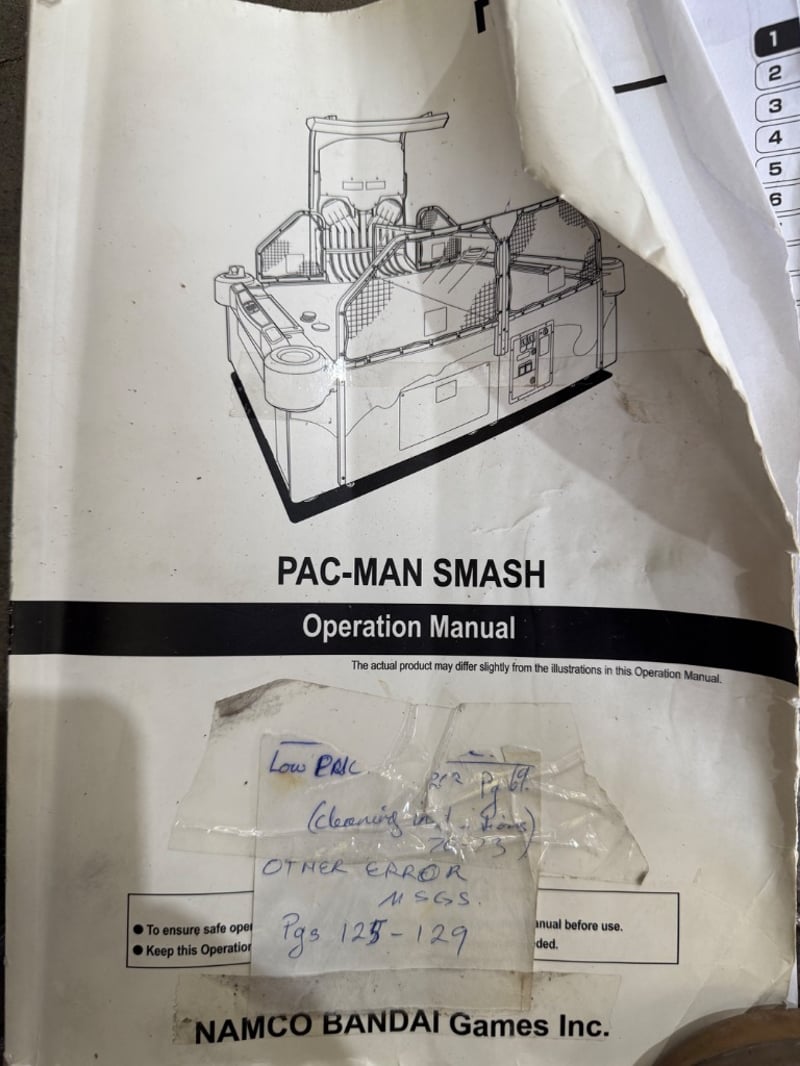 1
2
3
4
5
6
PAC-MAN SMASH
Operation Manual
The actual product may differ slightly from the illustrations in this Operation Manual.
Low
Pg 69.
(Cleaning
OTHER ERROR
MSGS.
Pgs 125-129
● To ensure safe oper
anual before use.
● Keep this Operation
ded.
NAMCO BANDAI Games Inc.